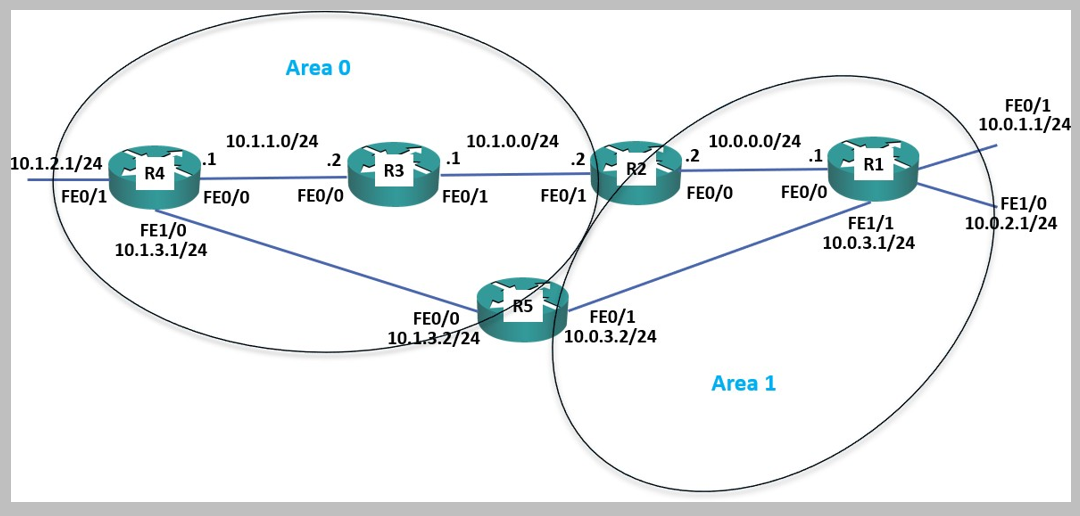 Area 0
FE0/1
10.0.1.1/24
10.1.1.0/24
10.1.0.0/24
10.0.0.0/24
10.1.2.1/24
R4
.1
.2
R3
.1
.2
R2
.2
.1
R1
FE0/1
FE0/0
FE0/0
FE0/1
FE0/1
FE0/0
FE0/0
FE1/0
10.0.2.1/24
FE1/0
10.1.3.1/24
FE1/1
10.0.3.1/24
R5
FE0/0
10.1.3.2/24
FE0/1
10.0.3.2/24
Area 1